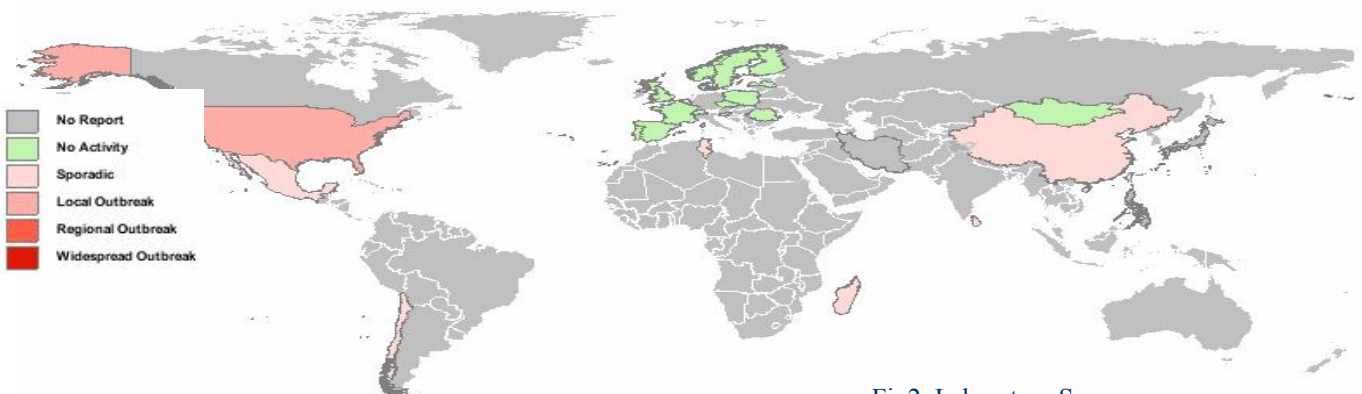 No Report
No Activity
Sporadic
Local Outbreak
Regional Outbreak
Widespread Outbreak